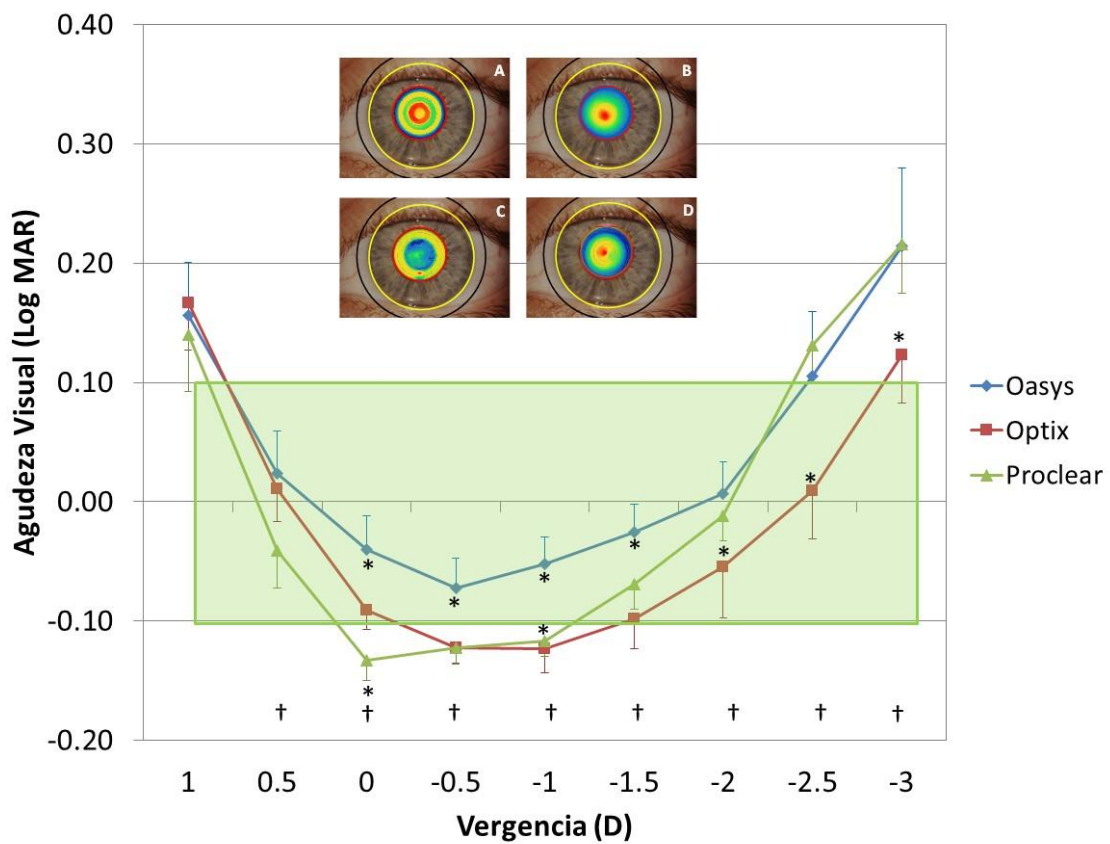 0.40
0.30
0.20
0.10
0.00
-0.10
-0.20
Agudeza Visual (Log MAR)
A
B
C
D
* 
* * * * * * *
*
† † † † † † † †
1 0.5 0 -0.5 -1 -1.5 -2 -2.5 -3
Vergencia (D)
Oasys
Optix
Proclear